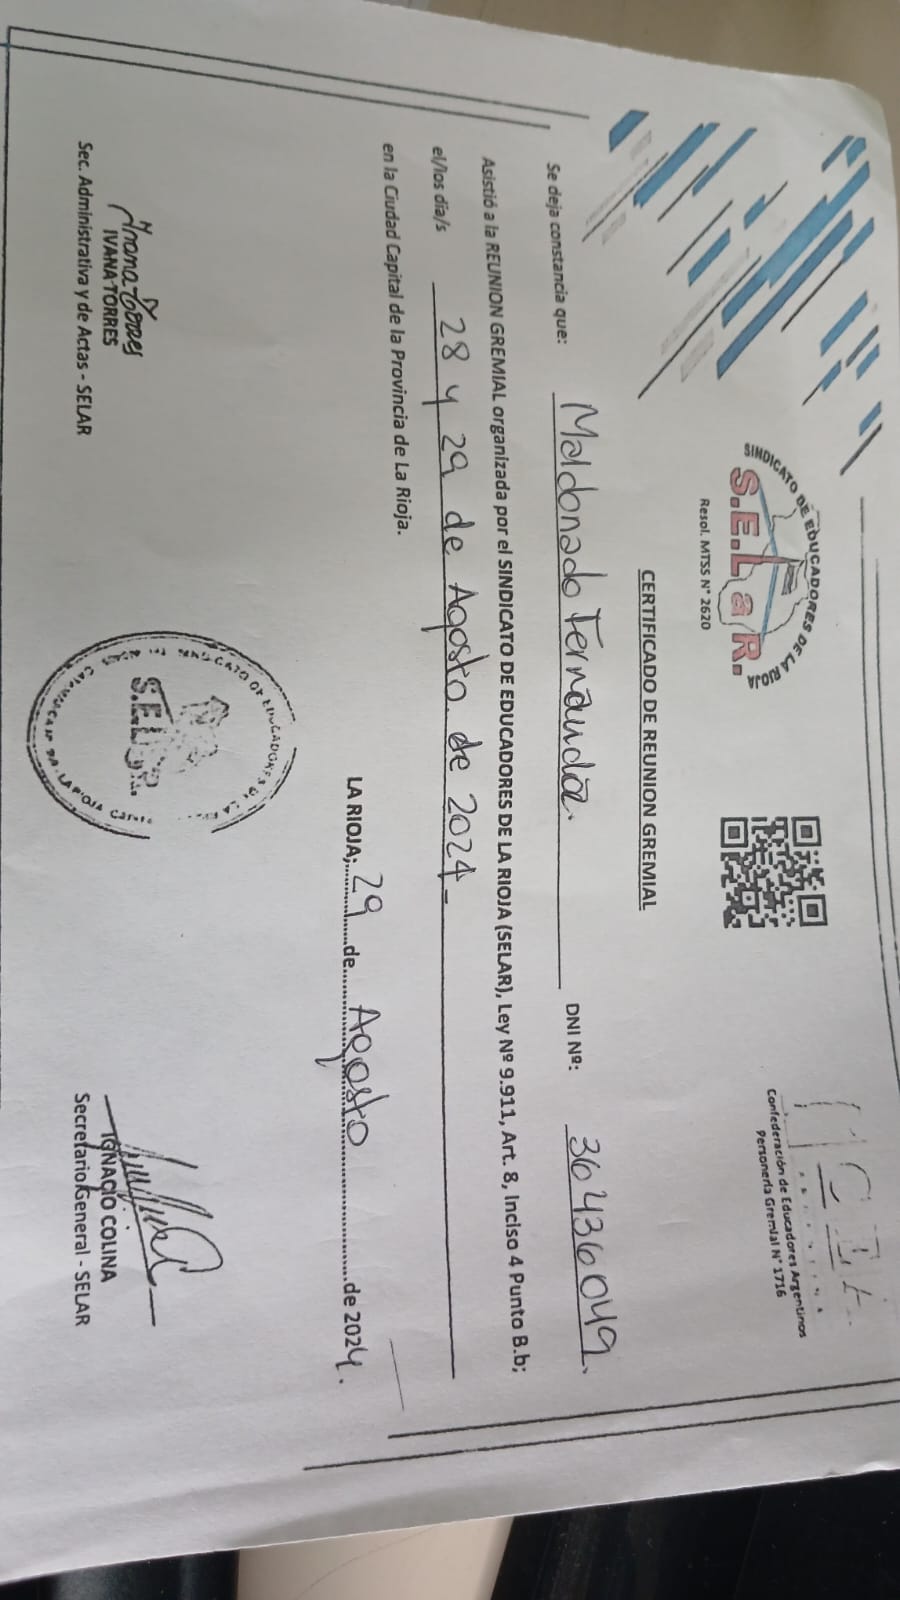 SINDICATO DE EDUCADORES DE LA RIOJA
S.E.L a R.
Resol. MTSS N° 2620
Confederación de Educadores Argentinos
Personería Gremial N° 1716
CERTIFICADO DE REUNION GREMIAL
Se deja constancia que: Maldonado Fernanda. DNI Nº: 36436049.
Asistió a la REUNION GREMIAL organizada por el SINDICATO DE EDUCADORES DE LA RIOJA (SELAR), Ley Nº 9.911, Art. 8, Inciso 4 Punto B.b;
el/los día/s 28 y 29 de Agosto de 2024
en la Ciudad Capital de la Provincia de La Rioja.
LA RIOJA; 29 de Agosto de 2024.
Ivana Torres
IVANA TORRES
Sec. Administrativa y de Actas - SELAR
S.E.L.a.R.
IGNACIO COLINA
Secretario General - SELAR